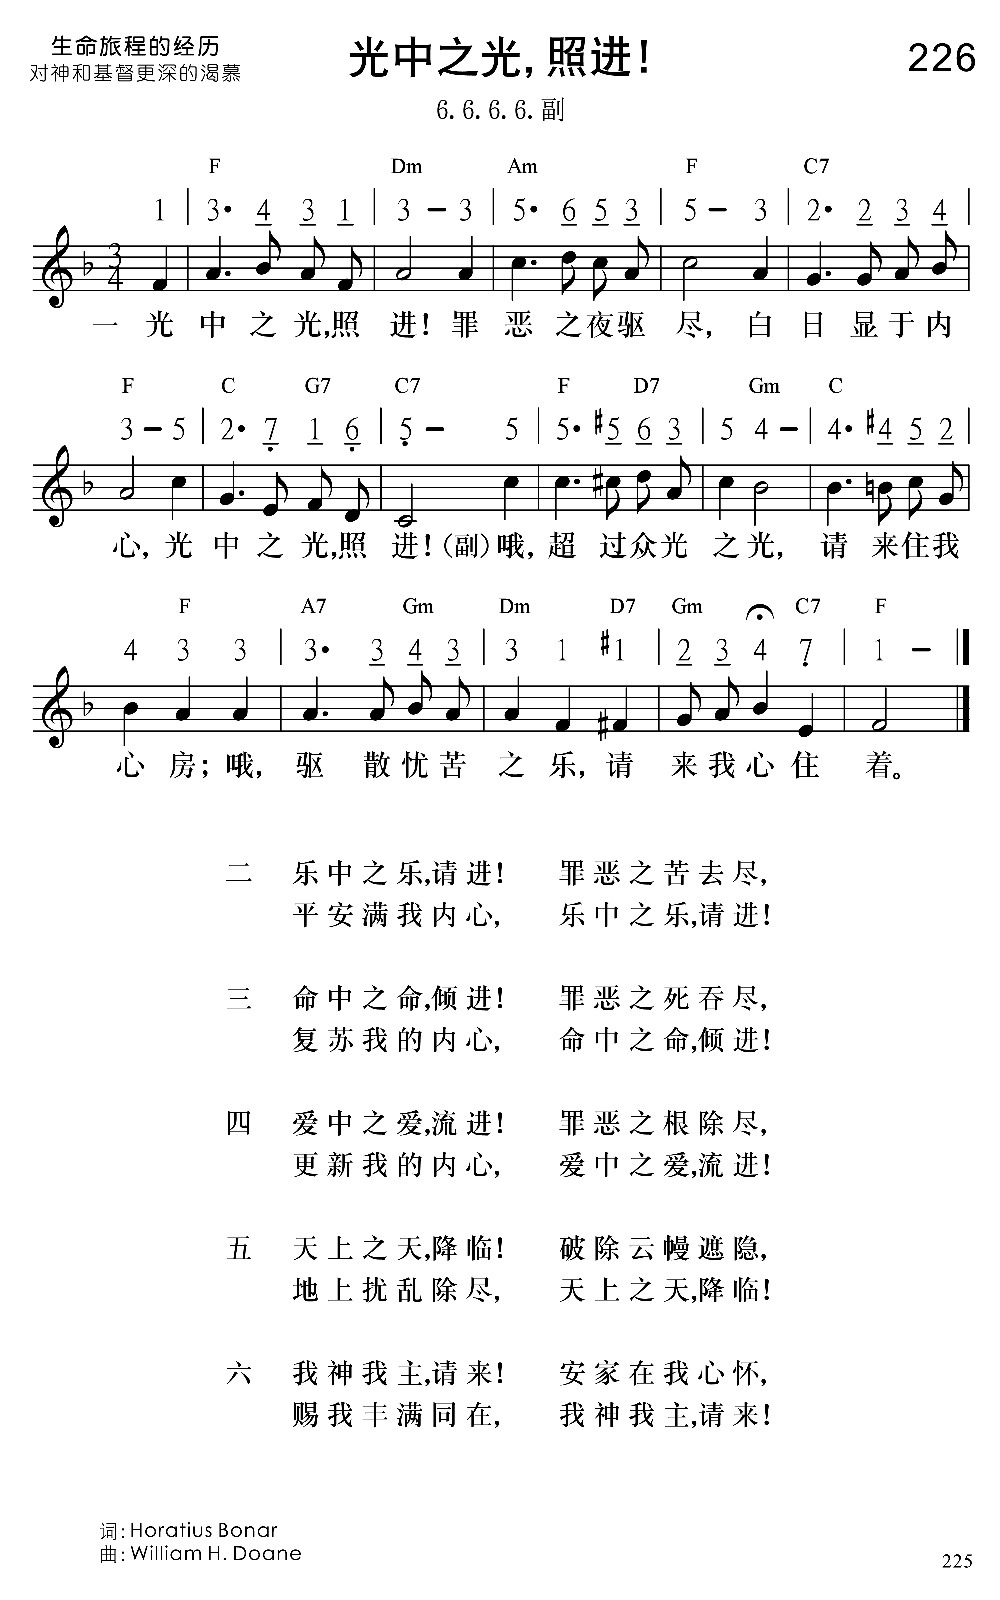 生命旅程的经历
对神和基督更深的渴慕
光中之光,照进!
226
6.6.6.6.副
F Dm Am F C7
1 | 3· 4 3 1 | 3 – 3 | 5· 6 5 3 | 5 – 3 | 2· 2 3 4 |
3/4
一 光 中 之 光,照 进! 罪 恶 之 夜 驱 尽, 白 日 显 于 内
F C G7 C7 F D7 Gm C
3 – 5 | 2· 7 1 6 | 5 – 5 | 5· #5 6 3 | 5 4 – | 4· #4 5 2 |
心, 光 中 之 光,照 进!(副)哦, 超 过 众 光 之 光, 请 来 住 我
F A7 Gm Dm D7 Gm C7 F
4 3 3 | 3· 3 4 3 | 3 1 #1 | 2 3 4 7 | 1 – |
心 房; 哦, 驱 散 忧 苦 之 乐, 请 来 我 心 住 着。
二 乐中之乐,请进! 罪恶之苦去尽,
平安满我内心, 乐中之乐,请进!
三 命中之命,倾进! 罪恶之死吞尽,
复苏我的内心, 命中之命,倾进!
四 爱中之爱,流进! 罪恶之根除尽,
更新我的内心, 爱中之爱,流进!
五 天上之天,降临! 破除云幔遮隐,
地上扰乱除尽, 天上之天,降临!
六 我神我主,请来! 安家在我心怀,
赐我丰满同在, 我神我主,请来!
词:Horatius Bonar
曲:William H. Doane
225